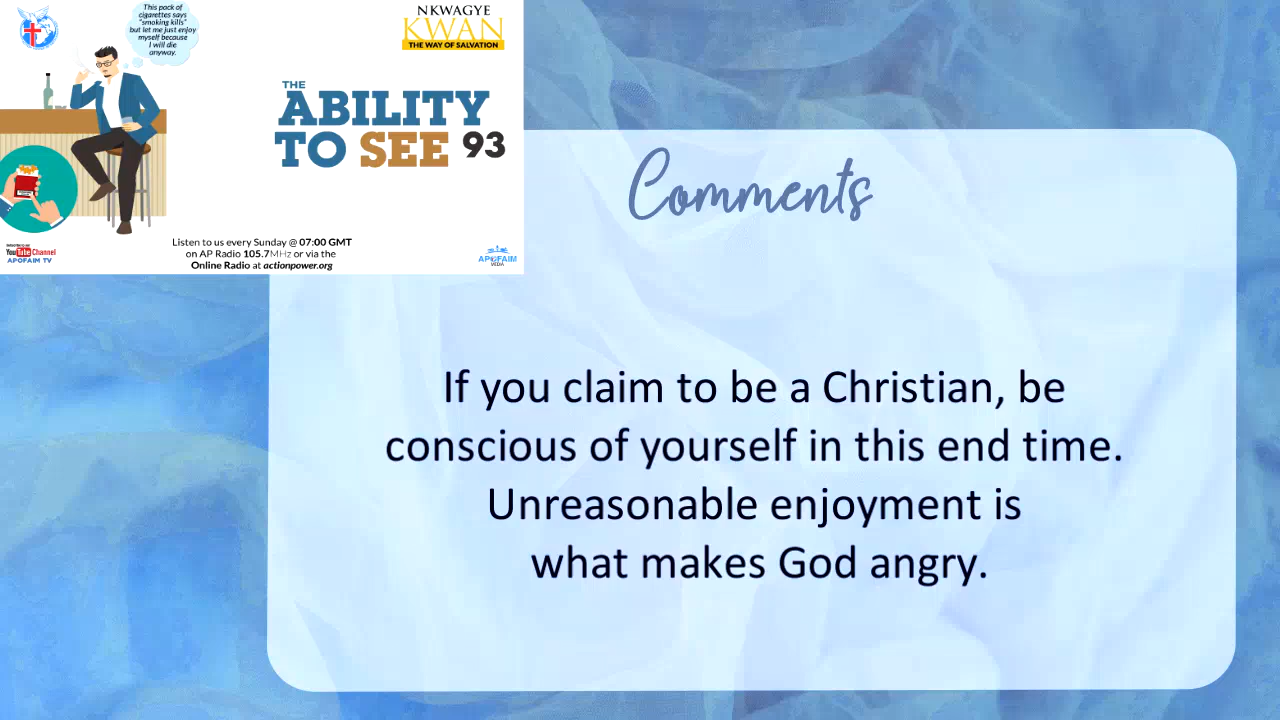 This pack of
cigarettes says
"smoking kills"
but let me just enjoy
myself because
I will die
anyway.
NKWAGYE
KWAN
THE WAY OF SALVATION
THE
ABILITY
TO SEE 93
Listen to us every Sunday @ 07:00 GMT
on AP Radio 105.7MHz or via the
Online Radio at actionpower.org
YouTube Channel
APOFAIM TV
APOFAIM
MEDIA
Comments
If you claim to be a Christian, be
conscious of yourself in this end time.
Unreasonable enjoyment is
what makes God angry.